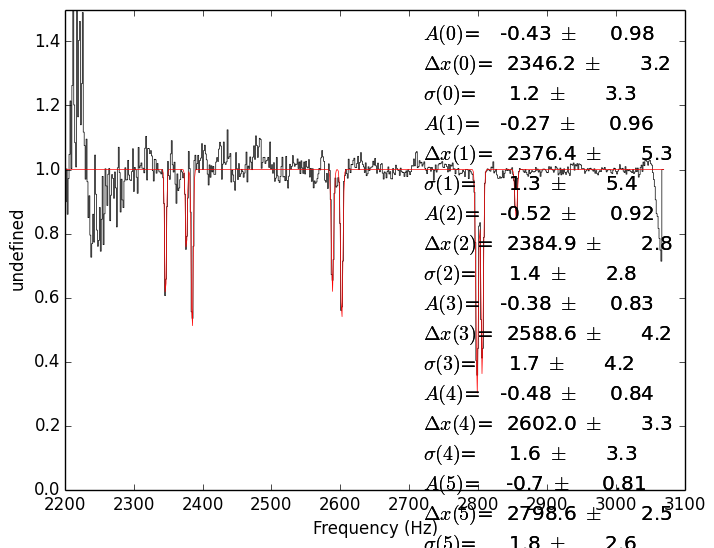 1.4
1.2
1.0
0.8
0.6
0.4
0.2
0.0
undefined
2200 2300 2400 2500 2600 2700 2800 2900 3000 3100
Frequency (Hz)
A(0)= -0.43 ± 0.98
Δx(0)= 2346.2 ± 3.2
σ(0)= 1.2 ± 3.3
A(1)= -0.27 ± 0.96
Δx(1)= 2376.4 ± 5.3
σ(1)= 1.3 ± 5.4
A(2)= -0.52 ± 0.92
Δx(2)= 2384.9 ± 2.8
σ(2)= 1.4 ± 2.8
A(3)= -0.38 ± 0.83
Δx(3)= 2588.6 ± 4.2
σ(3)= 1.7 ± 4.2
A(4)= -0.48 ± 0.84
Δx(4)= 2602.0 ± 3.3
σ(4)= 1.6 ± 3.3
A(5)= -0.7 ± 0.81
Δx(5)= 2798.6 ± 2.5
σ(5)= 1.8 ± 2.6